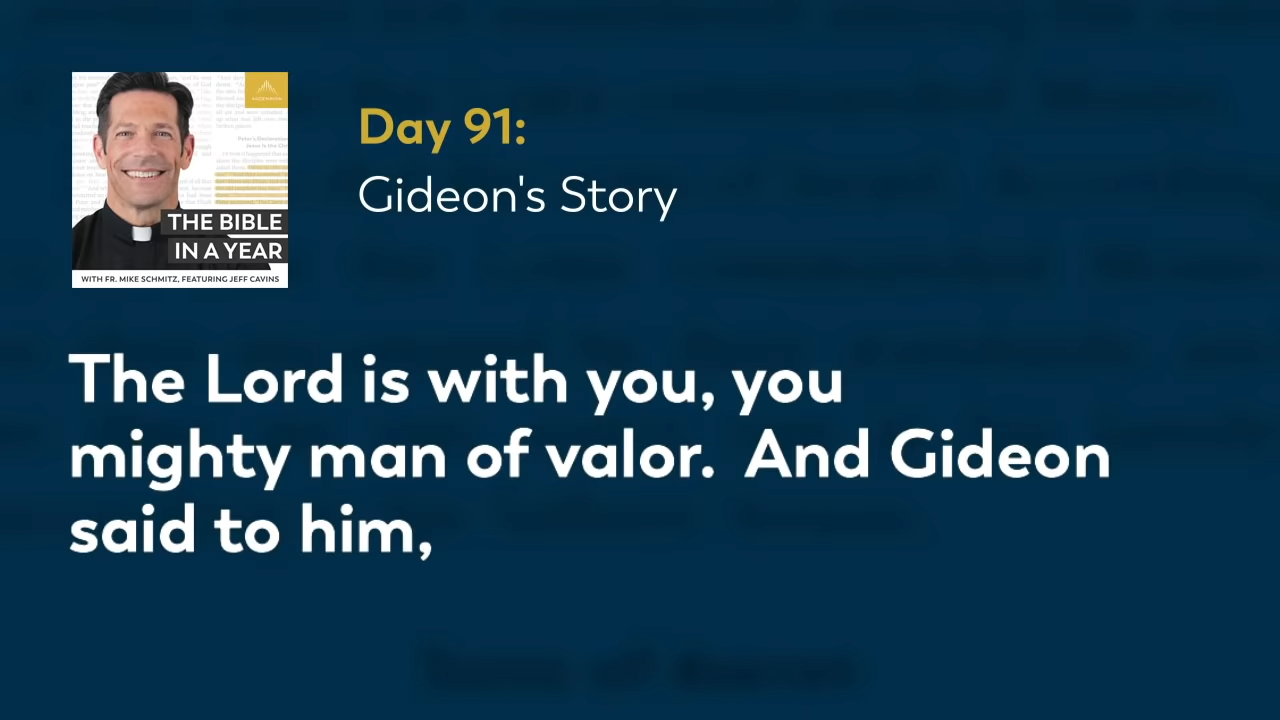 Day 91:
Gideon's Story
THE BIBLE
IN A YEAR
WITH FR. MIKE SCHMITZ, FEATURING JEFF CAVINS
The Lord is with you, you
mighty man of valor.  And Gideon
said to him,